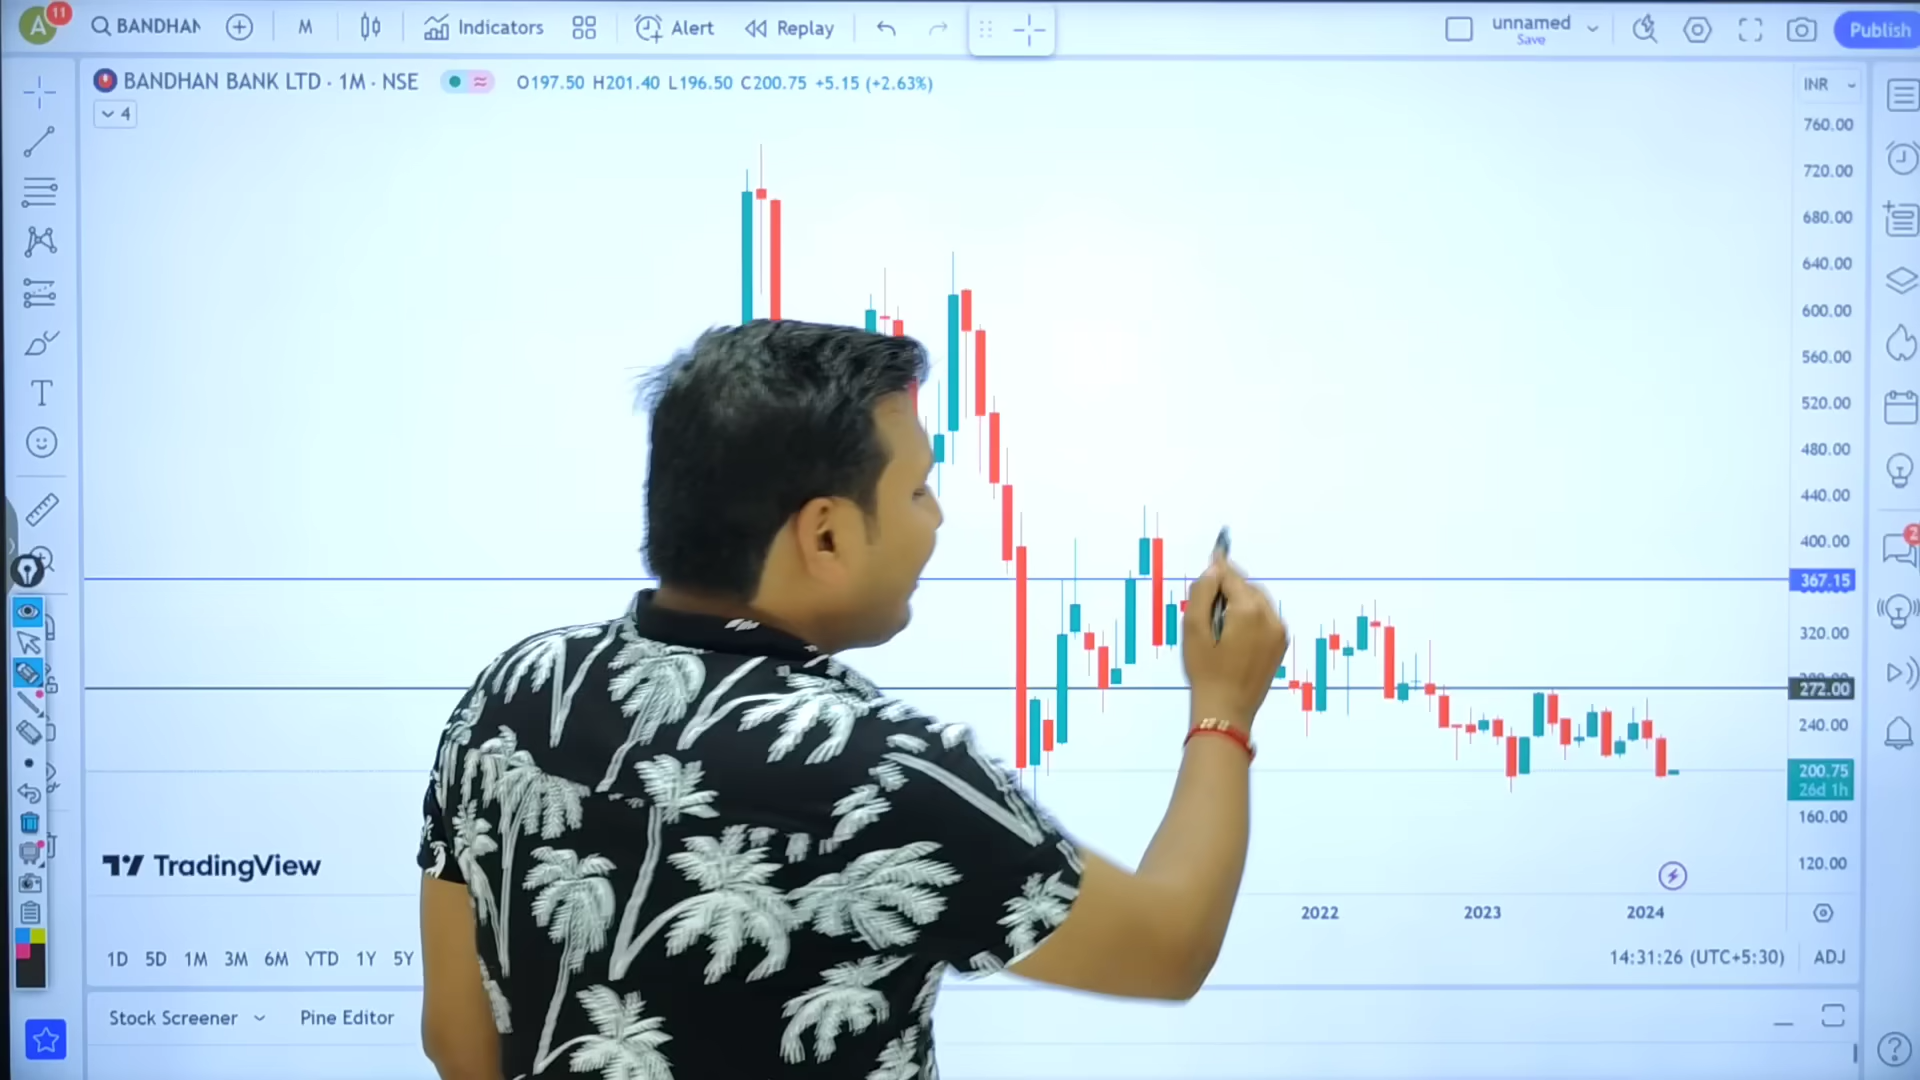 A 11 BANDHAN M Indicators Alert Replay unnamed Save Publish
BANDHAN BANK LTD · 1M · NSE O197.50 H201.40 L196.50 C200.75 +5.15 (+2.63%) INR
4
760.00
720.00
680.00
640.00
600.00
560.00
520.00
480.00
440.00
400.00
367.15
320.00
272.00
240.00
200.75
26d 1h
160.00
120.00
T
2
TradingView
2022 2023 2024
1D 5D 1M 3M 6M YTD 1Y 5Y 14:31:26 (UTC+5:30) ADJ
Stock Screener Pine Editor